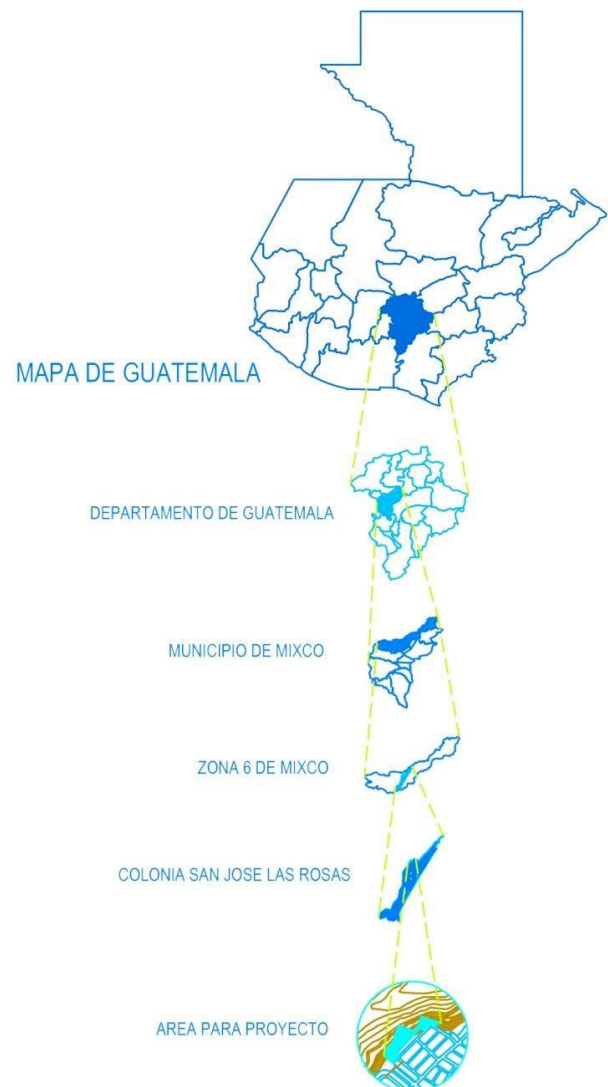 MAPA DE GUATEMALA
DEPARTAMENTO DE GUATEMALA
MUNICIPIO DE MIXCO
ZONA 6 DE MIXCO
COLONIA SAN JOSE LAS ROSAS
AREA PARA PROYECTO